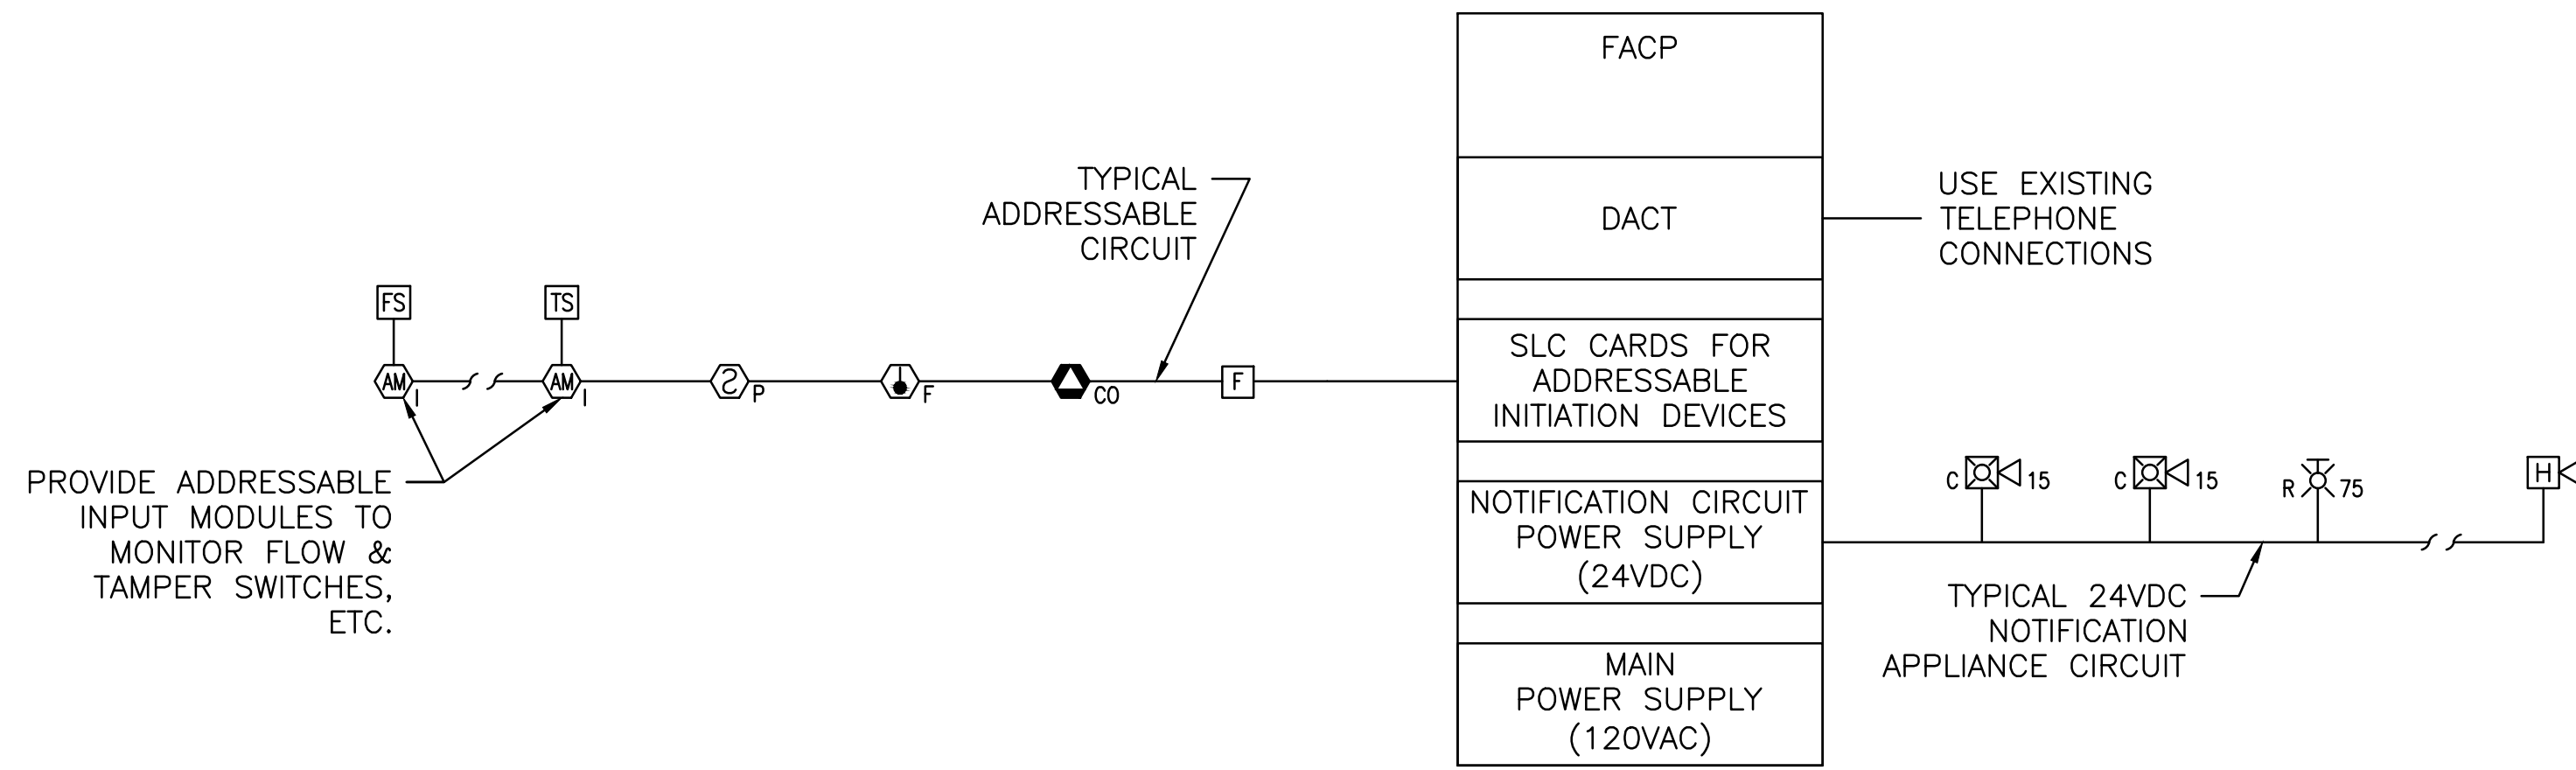 FACP
DACT
USE EXISTING
TELEPHONE
CONNECTIONS
TYPICAL
ADDRESSABLE
CIRCUIT
FS
TS
AM
I
AM
I
S
P
F
CO
F
SLC CARDS FOR
ADDRESSABLE
INITIATION DEVICES
PROVIDE ADDRESSABLE
INPUT MODULES TO
MONITOR FLOW &
TAMPER SWITCHES,
ETC.
NOTIFICATION CIRCUIT
POWER SUPPLY
(24VDC)
C
15
C
15
R
75
H
TYPICAL 24VDC
NOTIFICATION
APPLIANCE CIRCUIT
MAIN
POWER SUPPLY
(120VAC)